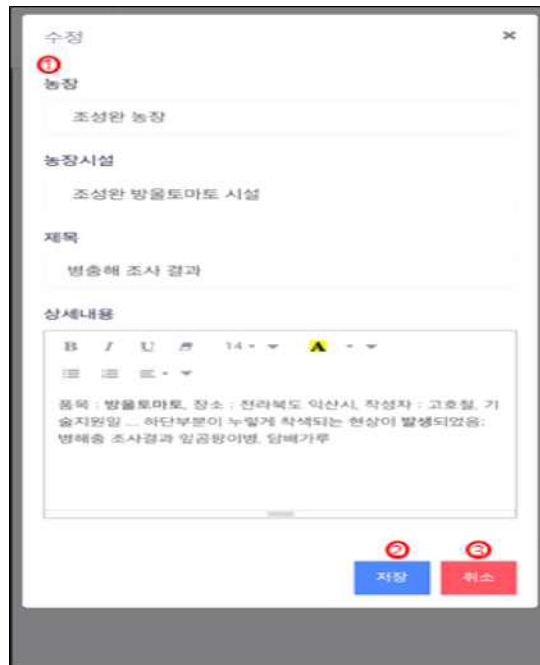 수정 ×
①
농장
조성완 농장
농장시설
조성완 방울토마토 시설
제목
병충해 조사 결과
상세내용
B I U 14 A
품목 : 방울토마토, 장소 : 전라북도 익산시, 작성자 : 고호철, 기
술지원일 ... 하단부분이 누렇게 착색되는 현상이 발생되었음;
병해충 조사결과 잎곰팡이병, 담배가루
② ③
저장 취소